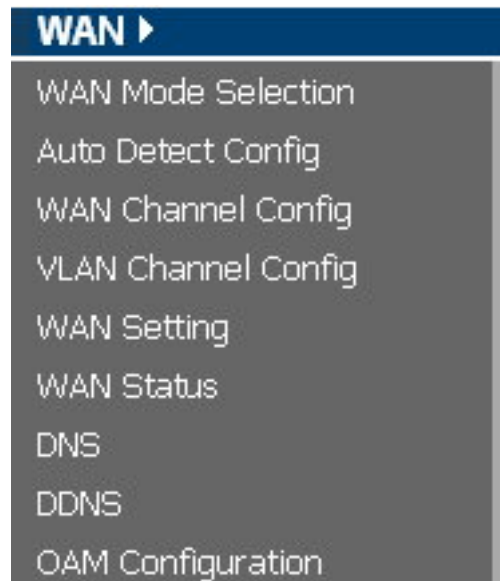 WAN
WAN Mode Selection
Auto Detect Config
WAN Channel Config
VLAN Channel Config
WAN Setting
WAN Status
DNS
DDNS
OAM Configuration